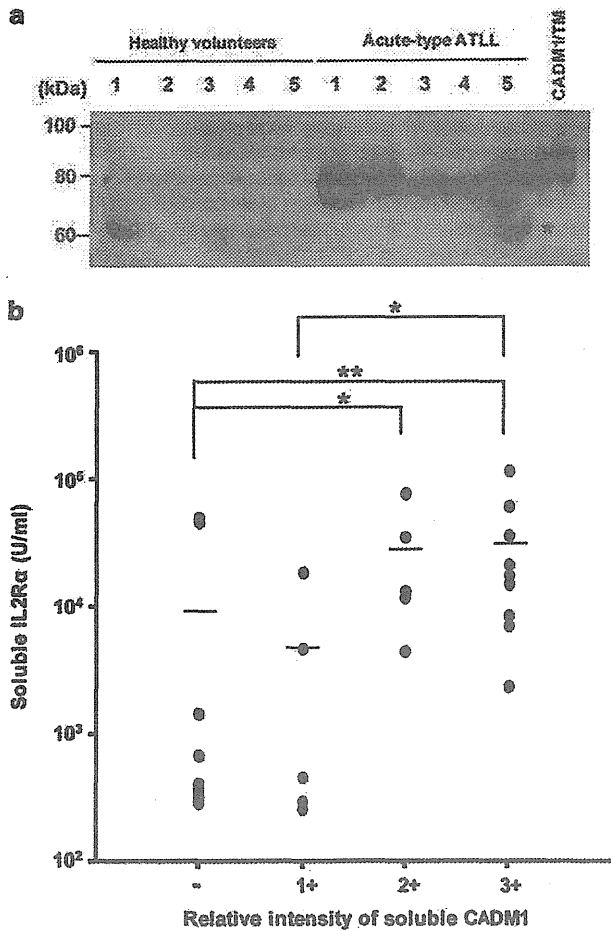 a
Healthy volunteers Acute-type ATLL
(kDa) 1 2 3 4 5 1 2 3 4 5 CADM1/TM
100
80
60
*
b
*
**
*
10⁶
10⁵
10⁴
10³
10²
Soluble IL2Rα (U/ml)
- 1+ 2+ 3+
Relative intensity of soluble CADM1